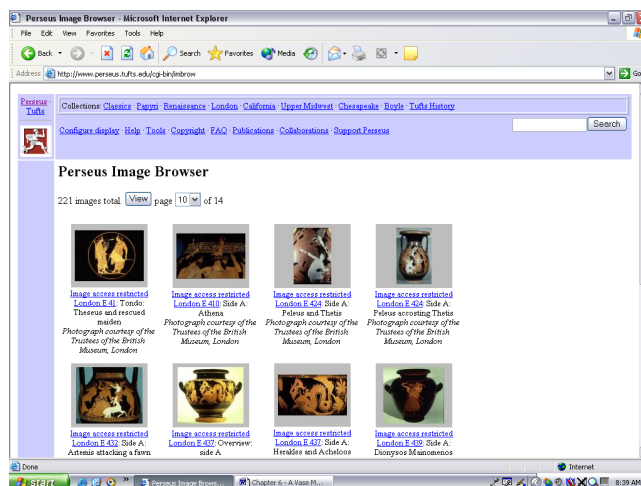 Perseus Image Browser - Microsoft Internet Explorer
File Edit View Favorites Tools Help
Back Search Favorites Media
Address http://www.perseus.tufts.edu/cgi-bin/imbrow Go
Perseus ·
Tufts
Collections: Classics · Papyri · Renaissance · London · California · Upper Midwest · Chesapeake · Boyle · Tufts History
Configure display · Help · Tools · Copyright · FAQ · Publications · Collaborations · Support Perseus
Search
Perseus Image Browser
221 images total. View page 10 of 14
Image access restricted
London E 41: Tondo:
Theseus and rescued
maiden
Photograph courtesy of the
Trustees of the British
Museum, London
Image access restricted
London E 410: Side A:
Athena
Photograph courtesy of the
Trustees of the British
Museum, London
Image access restricted
London E 424: Side A:
Peleus and Thetis
Photograph courtesy of the
Trustees of the British
Museum, London
Image access restricted
London E 424: Side A:
Peleus accosting Thetis
Photograph courtesy of the
Trustees of the British
Museum, London
Image access restricted
London E 432: Side A:
Artemis attacking a fawn
Image access restricted
London E 437: Overview:
side A
Image access restricted
London E 437: Side A:
Herakles and Acheloos
Image access restricted
London E 439: Side A:
Dionysos Mainomenos
Done Internet
start Perseus Image Brows... Chapter 6 - A Vase M... 8:39 AM